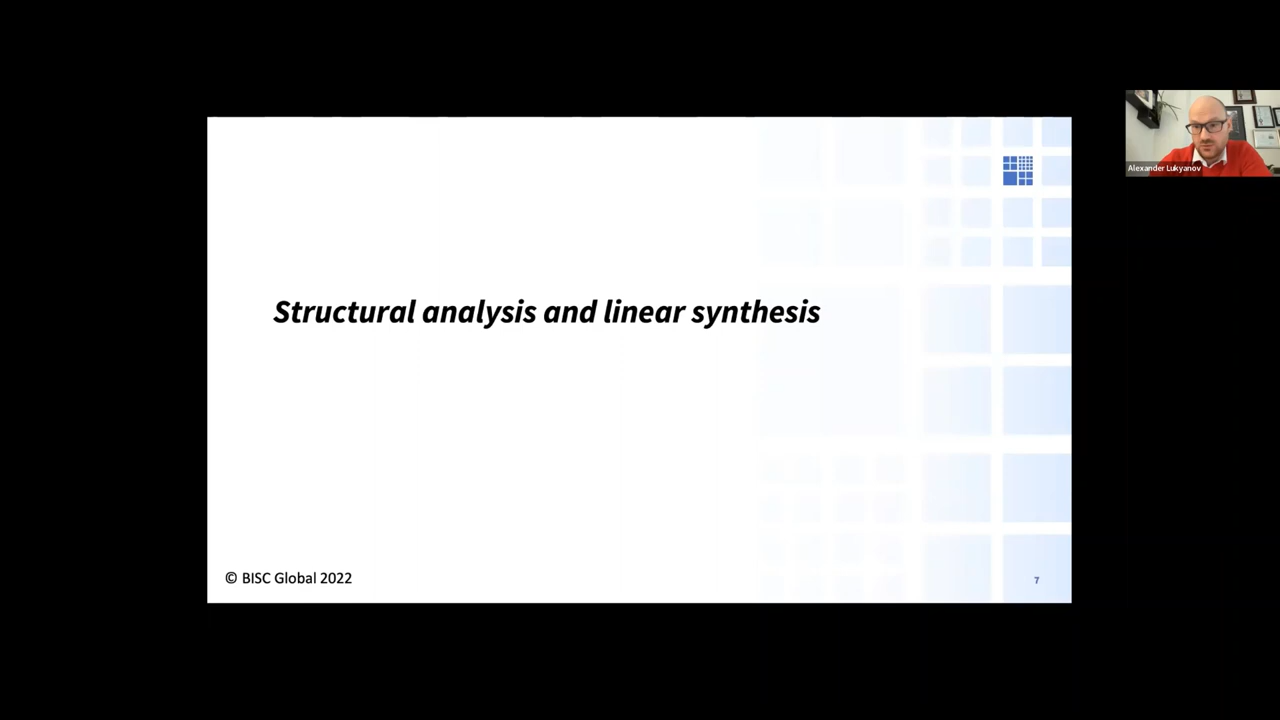 Structural analysis and linear synthesis
Alexander Lukyanov
© BISC Global 2022
7